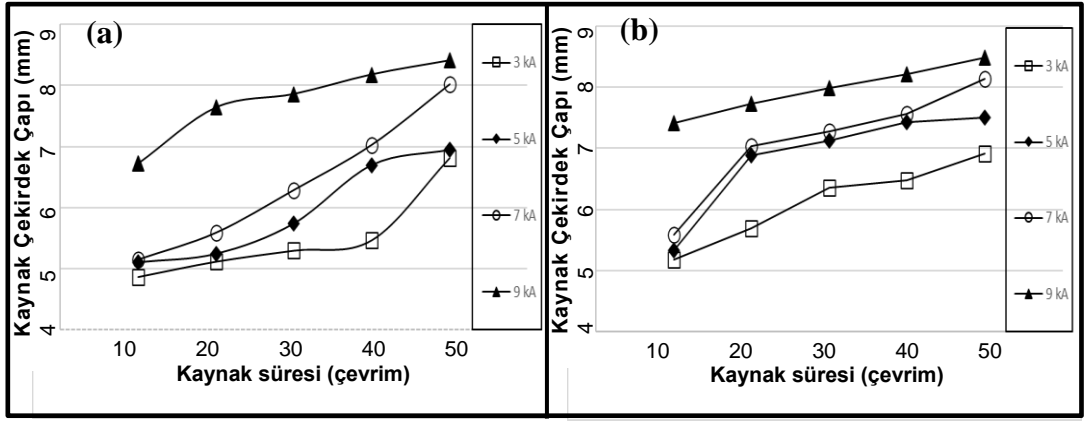 (a)
Kaynak Çekirdek Çapı (mm)
9
8
7
6
5
4
10 20 30 40 50
Kaynak süresi (çevrim)
3 kA
5 kA
7 kA
9 kA
(b)
Kaynak Çekirdek Çapı (mm)
9
8
7
6
5
4
10 20 30 40 50
Kaynak süresi (çevrim)
3 kA
5 kA
7 kA
9 kA